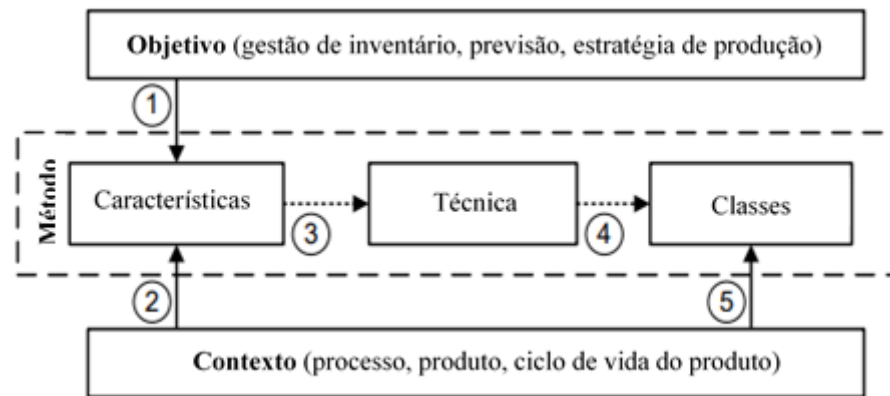 Objetivo (gestão de inventário, previsão, estratégia de produção)
1
Método
Características
Técnica
Classes
3
4
2
5
Contexto (processo, produto, ciclo de vida do produto)